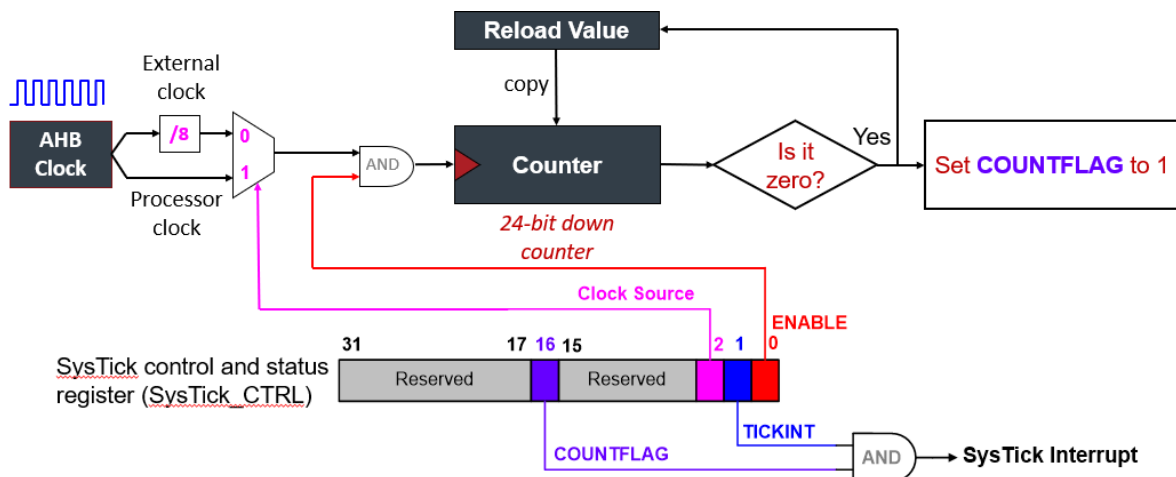 Reload Value
External
clock
copy
AHB
Clock
/8
0
1
AND
Counter
Is it
zero?
Yes
Set COUNTFLAG to 1
Processor
clock
24-bit down
counter
Clock Source
ENABLE
31
17
16
15
2
1
0
SysTick control and status
register (SysTick_CTRL)
Reserved
Reserved
TICKINT
COUNTFLAG
AND
SysTick Interrupt